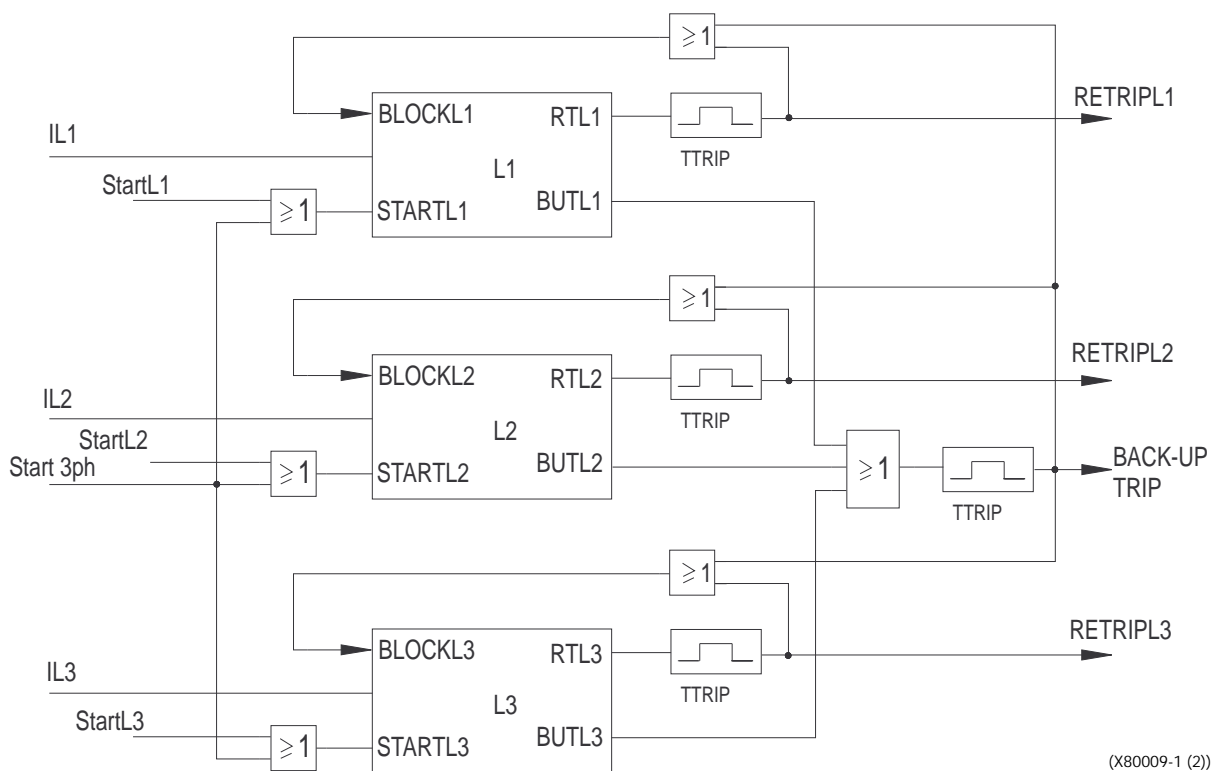 ≥1
RETRIPL1
BLOCKL1
RTL1
IL1
TTRIP
L1
StartL1
≥1
STARTL1
BUTL1
≥1
RETRIPL2
BLOCKL2
RTL2
IL2
TTRIP
L2
StartL2
Start 3ph
≥1
STARTL2
BUTL2
≥1
BACK-UP
TRIP
TTRIP
≥1
RETRIPL3
BLOCKL3
RTL3
IL3
TTRIP
L3
StartL3
≥1
STARTL3
BUTL3
(X80009-1 (2))